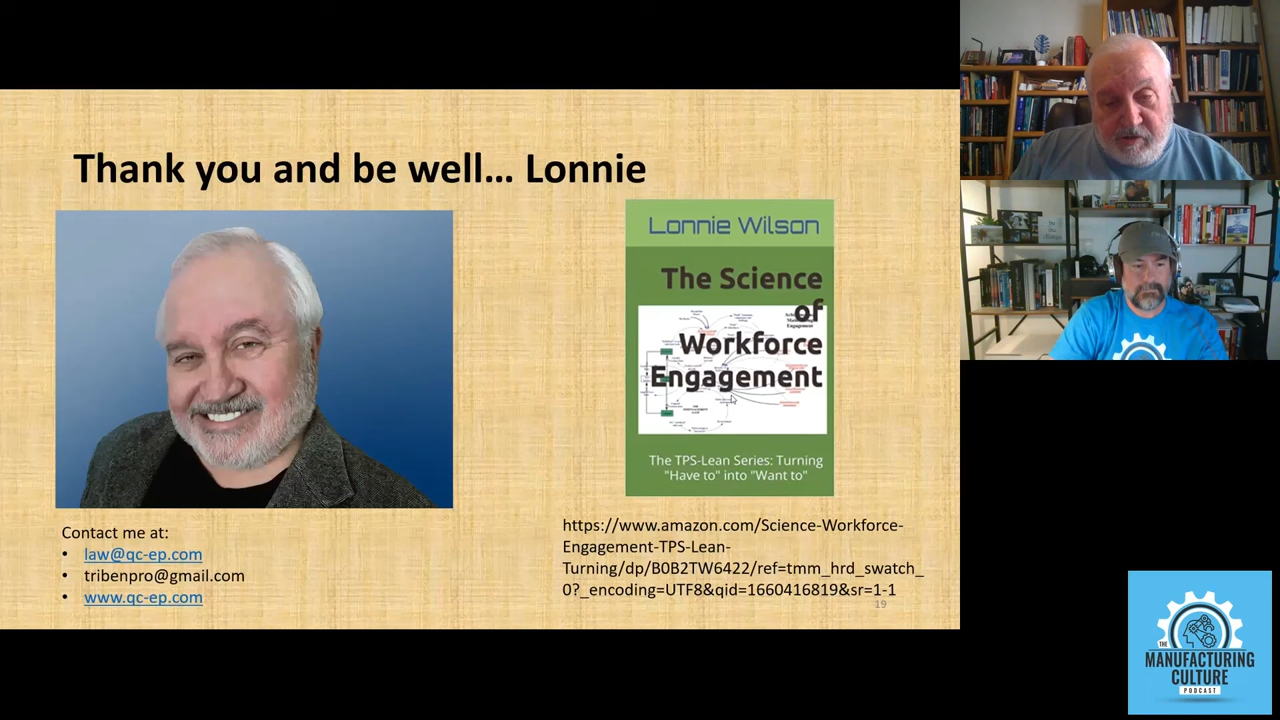 Thank you and be well... Lonnie
Lonnie Wilson
The Science
of
Workforce
Engagement
The TPS-Lean Series: Turning
"Have to" into "Want to"
Contact me at:
• law@qc-ep.com
• tribenpro@gmail.com
• www.qc-ep.com
https://www.amazon.com/Science-Workforce-
Engagement-TPS-Lean-
Turning/dp/B0B2TW6422/ref=tmm_hrd_swatch_
0?_encoding=UTF8&qid=1660416819&sr=1-1
19
THE
MANUFACTURING
CULTURE
PODCAST